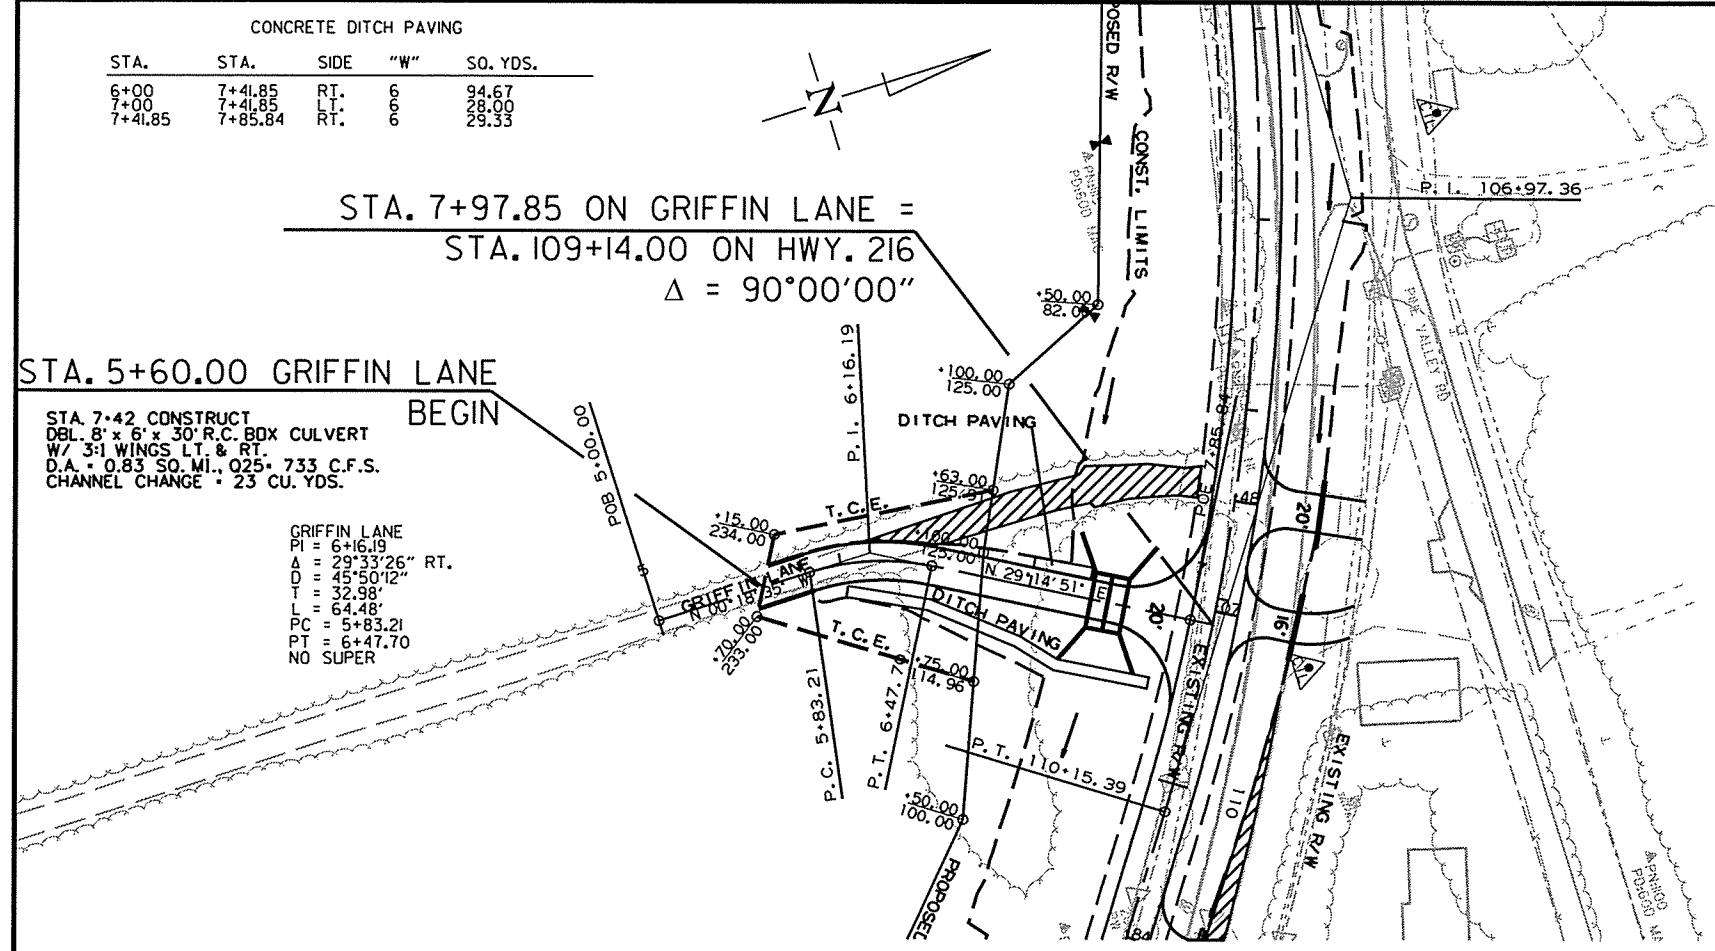 CONCRETE DITCH PAVING
STA. STA. SIDE "W" SQ. YDS.
6+00 7+41.85 RT. 6 94.67
7+00 7+41.85 LT. 6 28.00
7+41.85 7+85.84 RT. 6 29.33
N
STA. 7+97.85 ON GRIFFIN LANE =
STA. 109+14.00 ON HWY. 216
Δ = 90°00'00"
STA. 5+60.00 GRIFFIN LANE
BEGIN
STA. 7+42 CONSTRUCT
DBL. 8' x 6' x 30' R.C. BOX CULVERT
W/ 3:1 WINGS LT. & RT.
D.A. = 0.83 SQ. MI., Q25= 733 C.F.S.
CHANNEL CHANGE = 23 CU. YDS.
GRIFFIN LANE
PI = 6+16.19
Δ = 29°33'26" RT.
D = 45°50'12"
T = 32.98'
L = 64.48'
PC = 5+83.21
PT = 6+47.70
NO SUPER
POSED R/W
CONST. LIMITS
P. I. 106+97.36
PINE VALLEY RD
+50.00
+100.00
125.00
DITCH PAVING
P. I. 6+16.19
POB 5+00.00
5
+63.00
T. C. E.
+15.00
234.00
+100.00
125.00
GRIFFIN LANE
N 29°14'51" E
DITCH PAVING
+70.00
233.00
T. C. E.
+75.00
114.96
P. C. 5+83.21
P. T. 6+47.70
P. T. 110+15.39
+50.00
100.00
PROPOSED
POE 7+85.84
20'
20'
16'
EXISTING R/W
EXISTING R/W
110